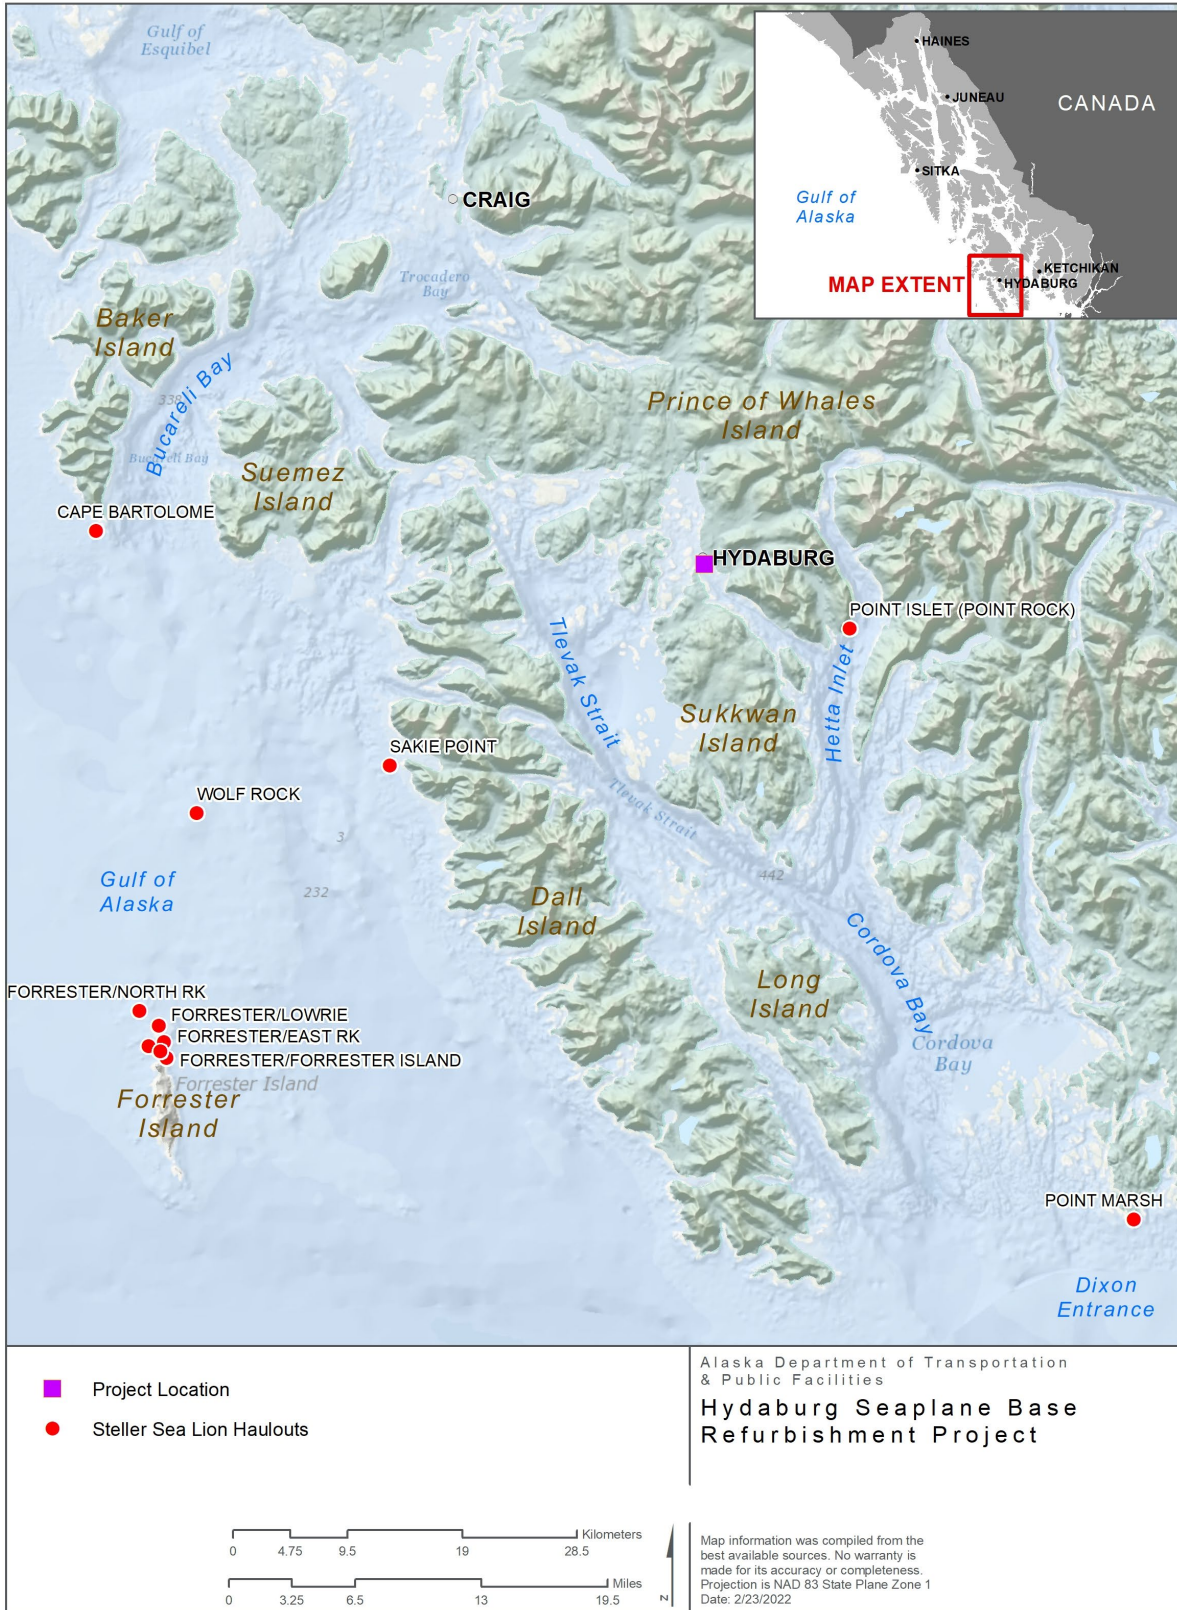 Gulf of
Esquibel
HAINES
JUNEAU
CANADA
SITKA
Gulf of
Alaska
KETCHIKAN
HYDABURG
MAP EXTENT
CRAIG
Trocadero
Bay
Baker
Island
Bucareli Bay
338
Bucareli Bay
Prince of Whales
Island
Suemez
Island
CAPE BARTOLOME
HYDABURG
POINT ISLET (POINT ROCK)
Tlevak Strait
Hetta Inlet
Sukkwan
Island
SAKIE POINT
WOLF ROCK
Tlevak Strait
3
232
442
Gulf of
Alaska
Dall
Island
Cordova Bay
Long
Island
FORRESTER/NORTH RK
FORRESTER/LOWRIE
FORRESTER/EAST RK
FORRESTER/FORRESTER ISLAND
Forrester Island
Forrester
Island
Cordova
Bay
POINT MARSH
Dixon
Entrance
Project Location
Steller Sea Lion Haulouts
Alaska Department of Transportation
& Public Facilities
Hydaburg Seaplane Base
Refurbishment Project
Kilometers
0 4.75 9.5 19 28.5
Miles
0 3.25 6.5 13 19.5
N
Map information was compiled from the
best available sources. No warranty is
made for its accuracy or completeness.
Projection is NAD 83 State Plane Zone 1
Date: 2/23/2022